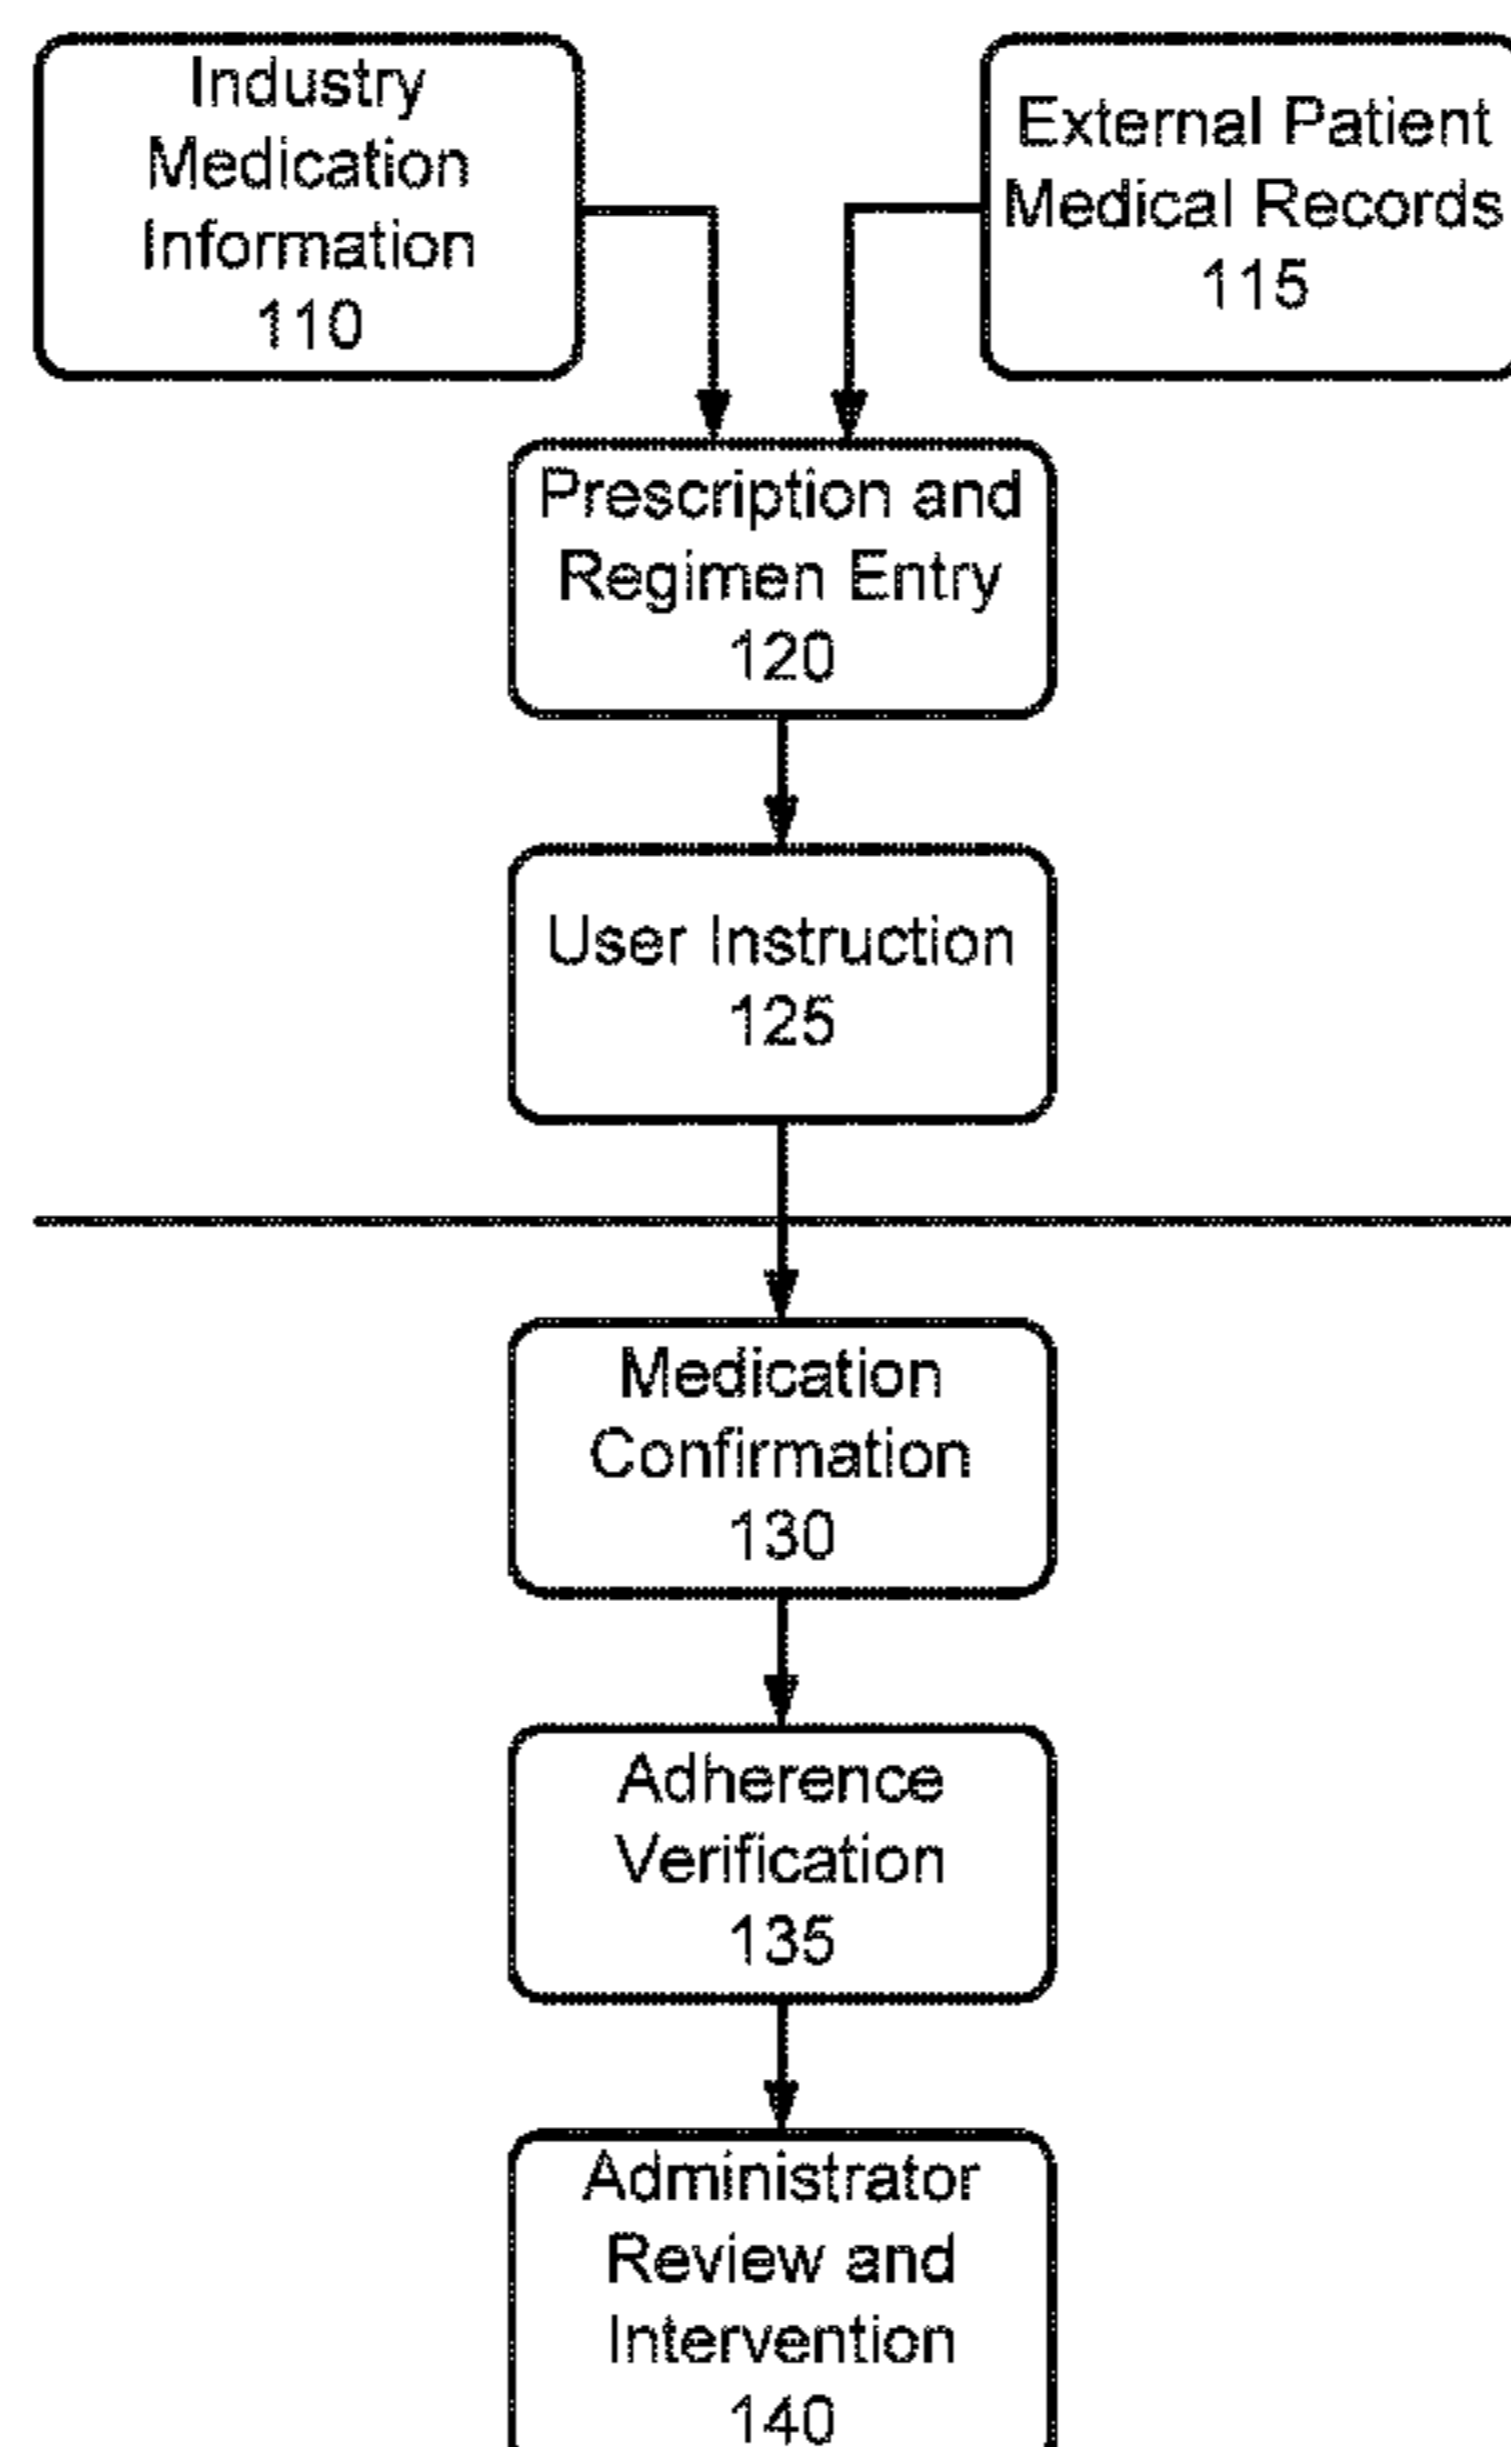 Industry
Medication
Information
110
External Patient
Medical Records
115
Prescription and
Regimen Entry
120
User Instruction
125
Medication
Confirmation
130
Adherence
Verification
135
Administrator
Review and
Intervention
140